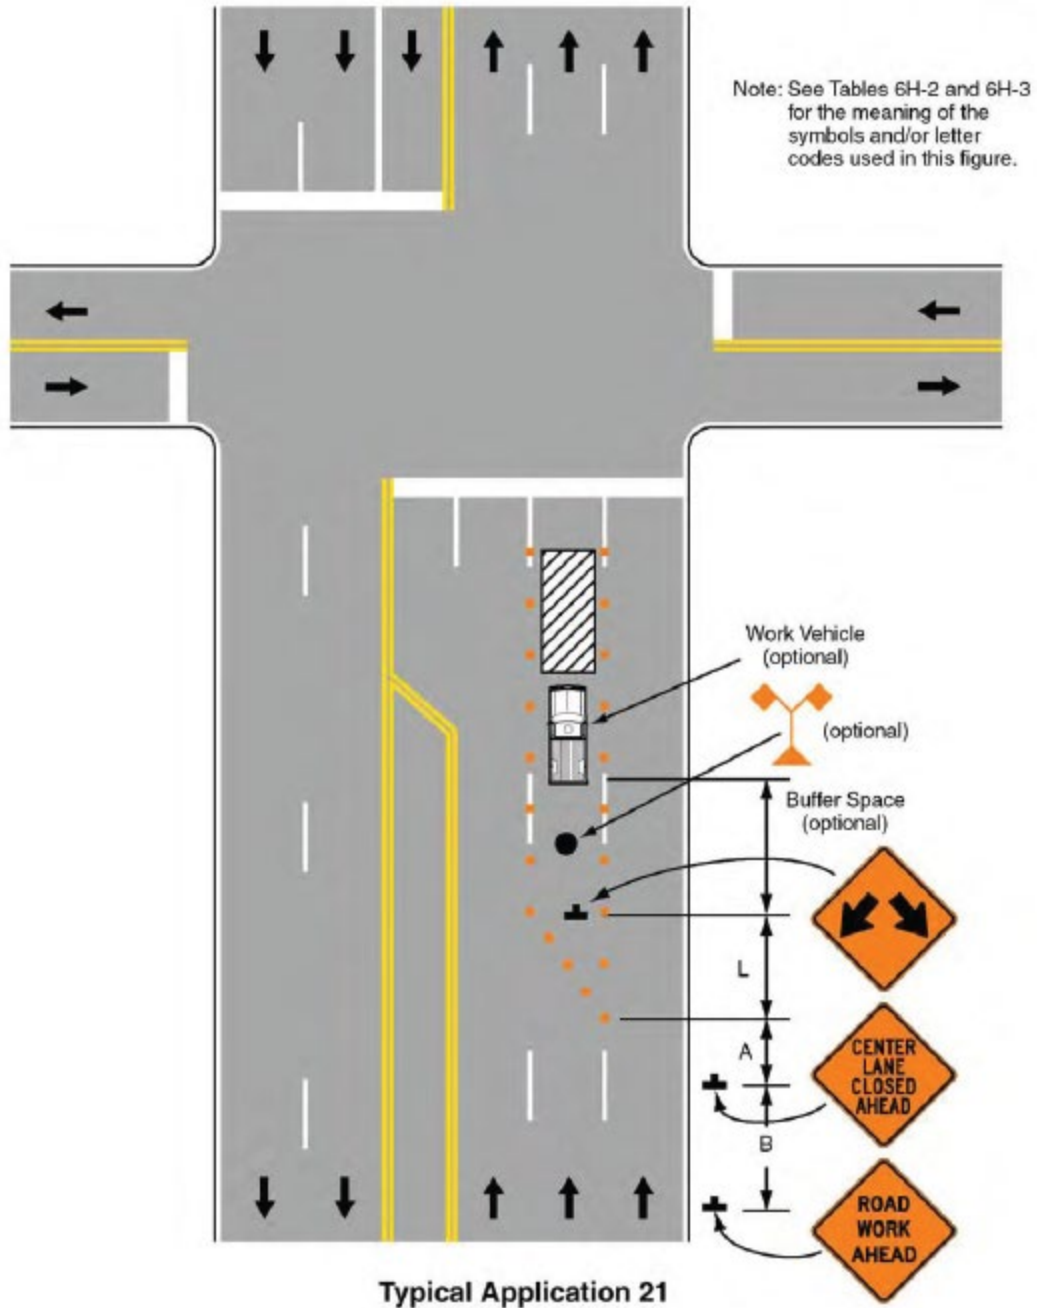 Note: See Tables 6H-2 and 6H-3
for the meaning of the
symbols and/or letter
codes used in this figure.
Work Vehicle
(optional)
(optional)
Buffer Space
(optional)
L
A
CENTER
LANE
CLOSED
AHEAD
B
ROAD
WORK
AHEAD
Typical Application 21